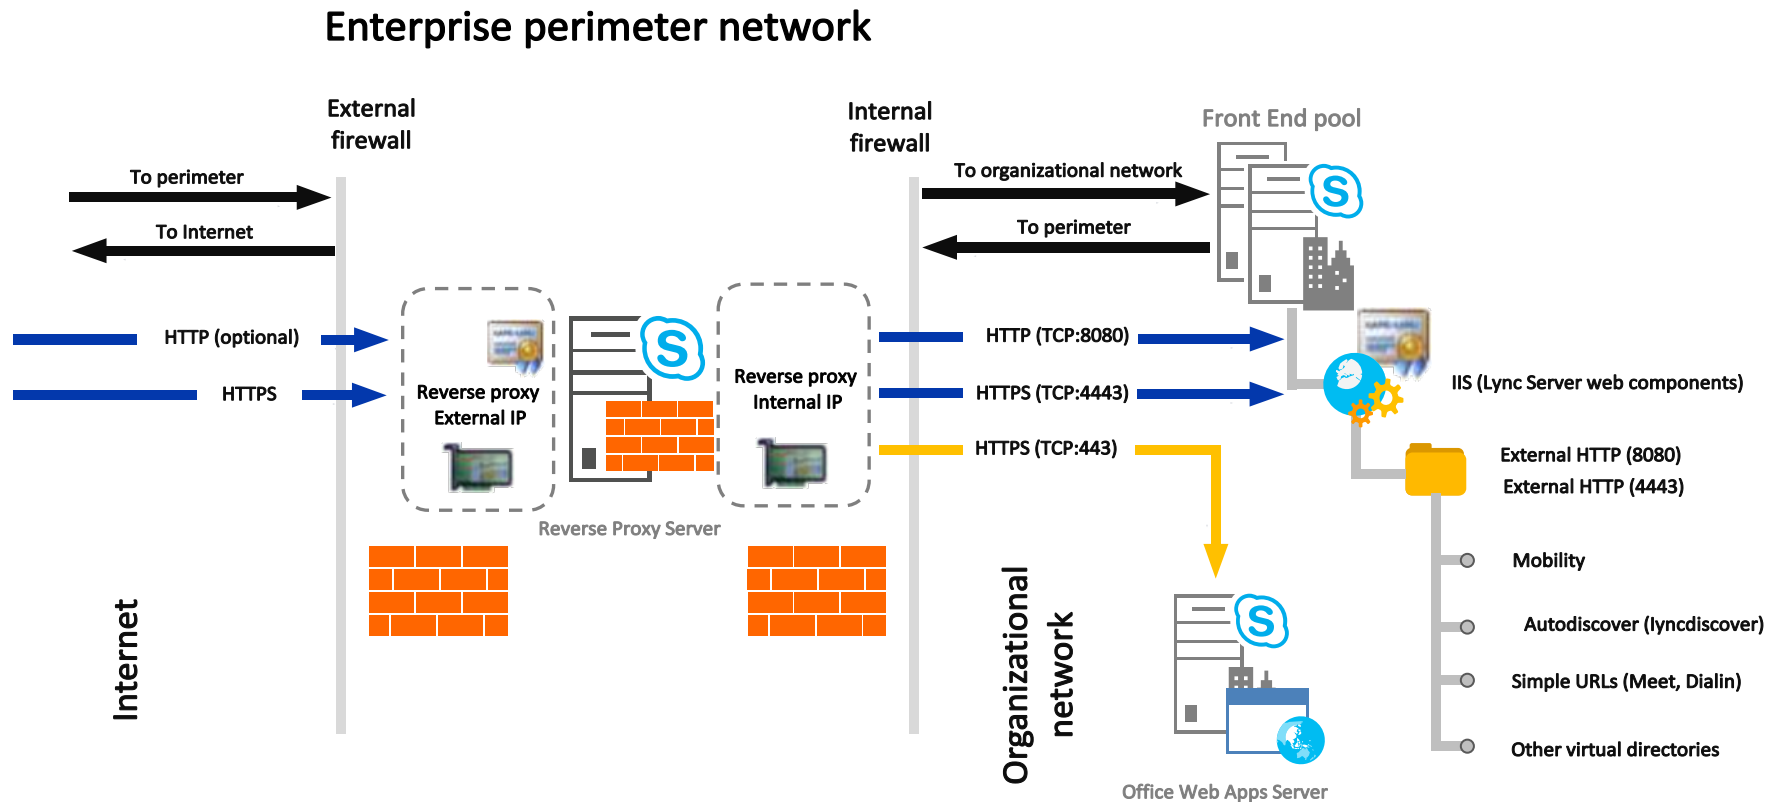 Enterprise perimeter network
External
firewall
Internal
firewall
Front End pool
To perimeter
To Internet
To organizational network
To perimeter
HTTP (optional)
HTTPS
Reverse proxy
External IP
S
Reverse proxy
Internal IP
Reverse Proxy Server
HTTP (TCP:8080)
HTTPS (TCP:4443)
HTTPS (TCP:443)
S
IIS (Lync Server web components)
External HTTP (8080)
External HTTP (4443)
Mobility
Autodiscover (lyncdiscover)
Simple URLs (Meet, Dialin)
Other virtual directories
Internet
Organizational
network
S
Office Web Apps Server